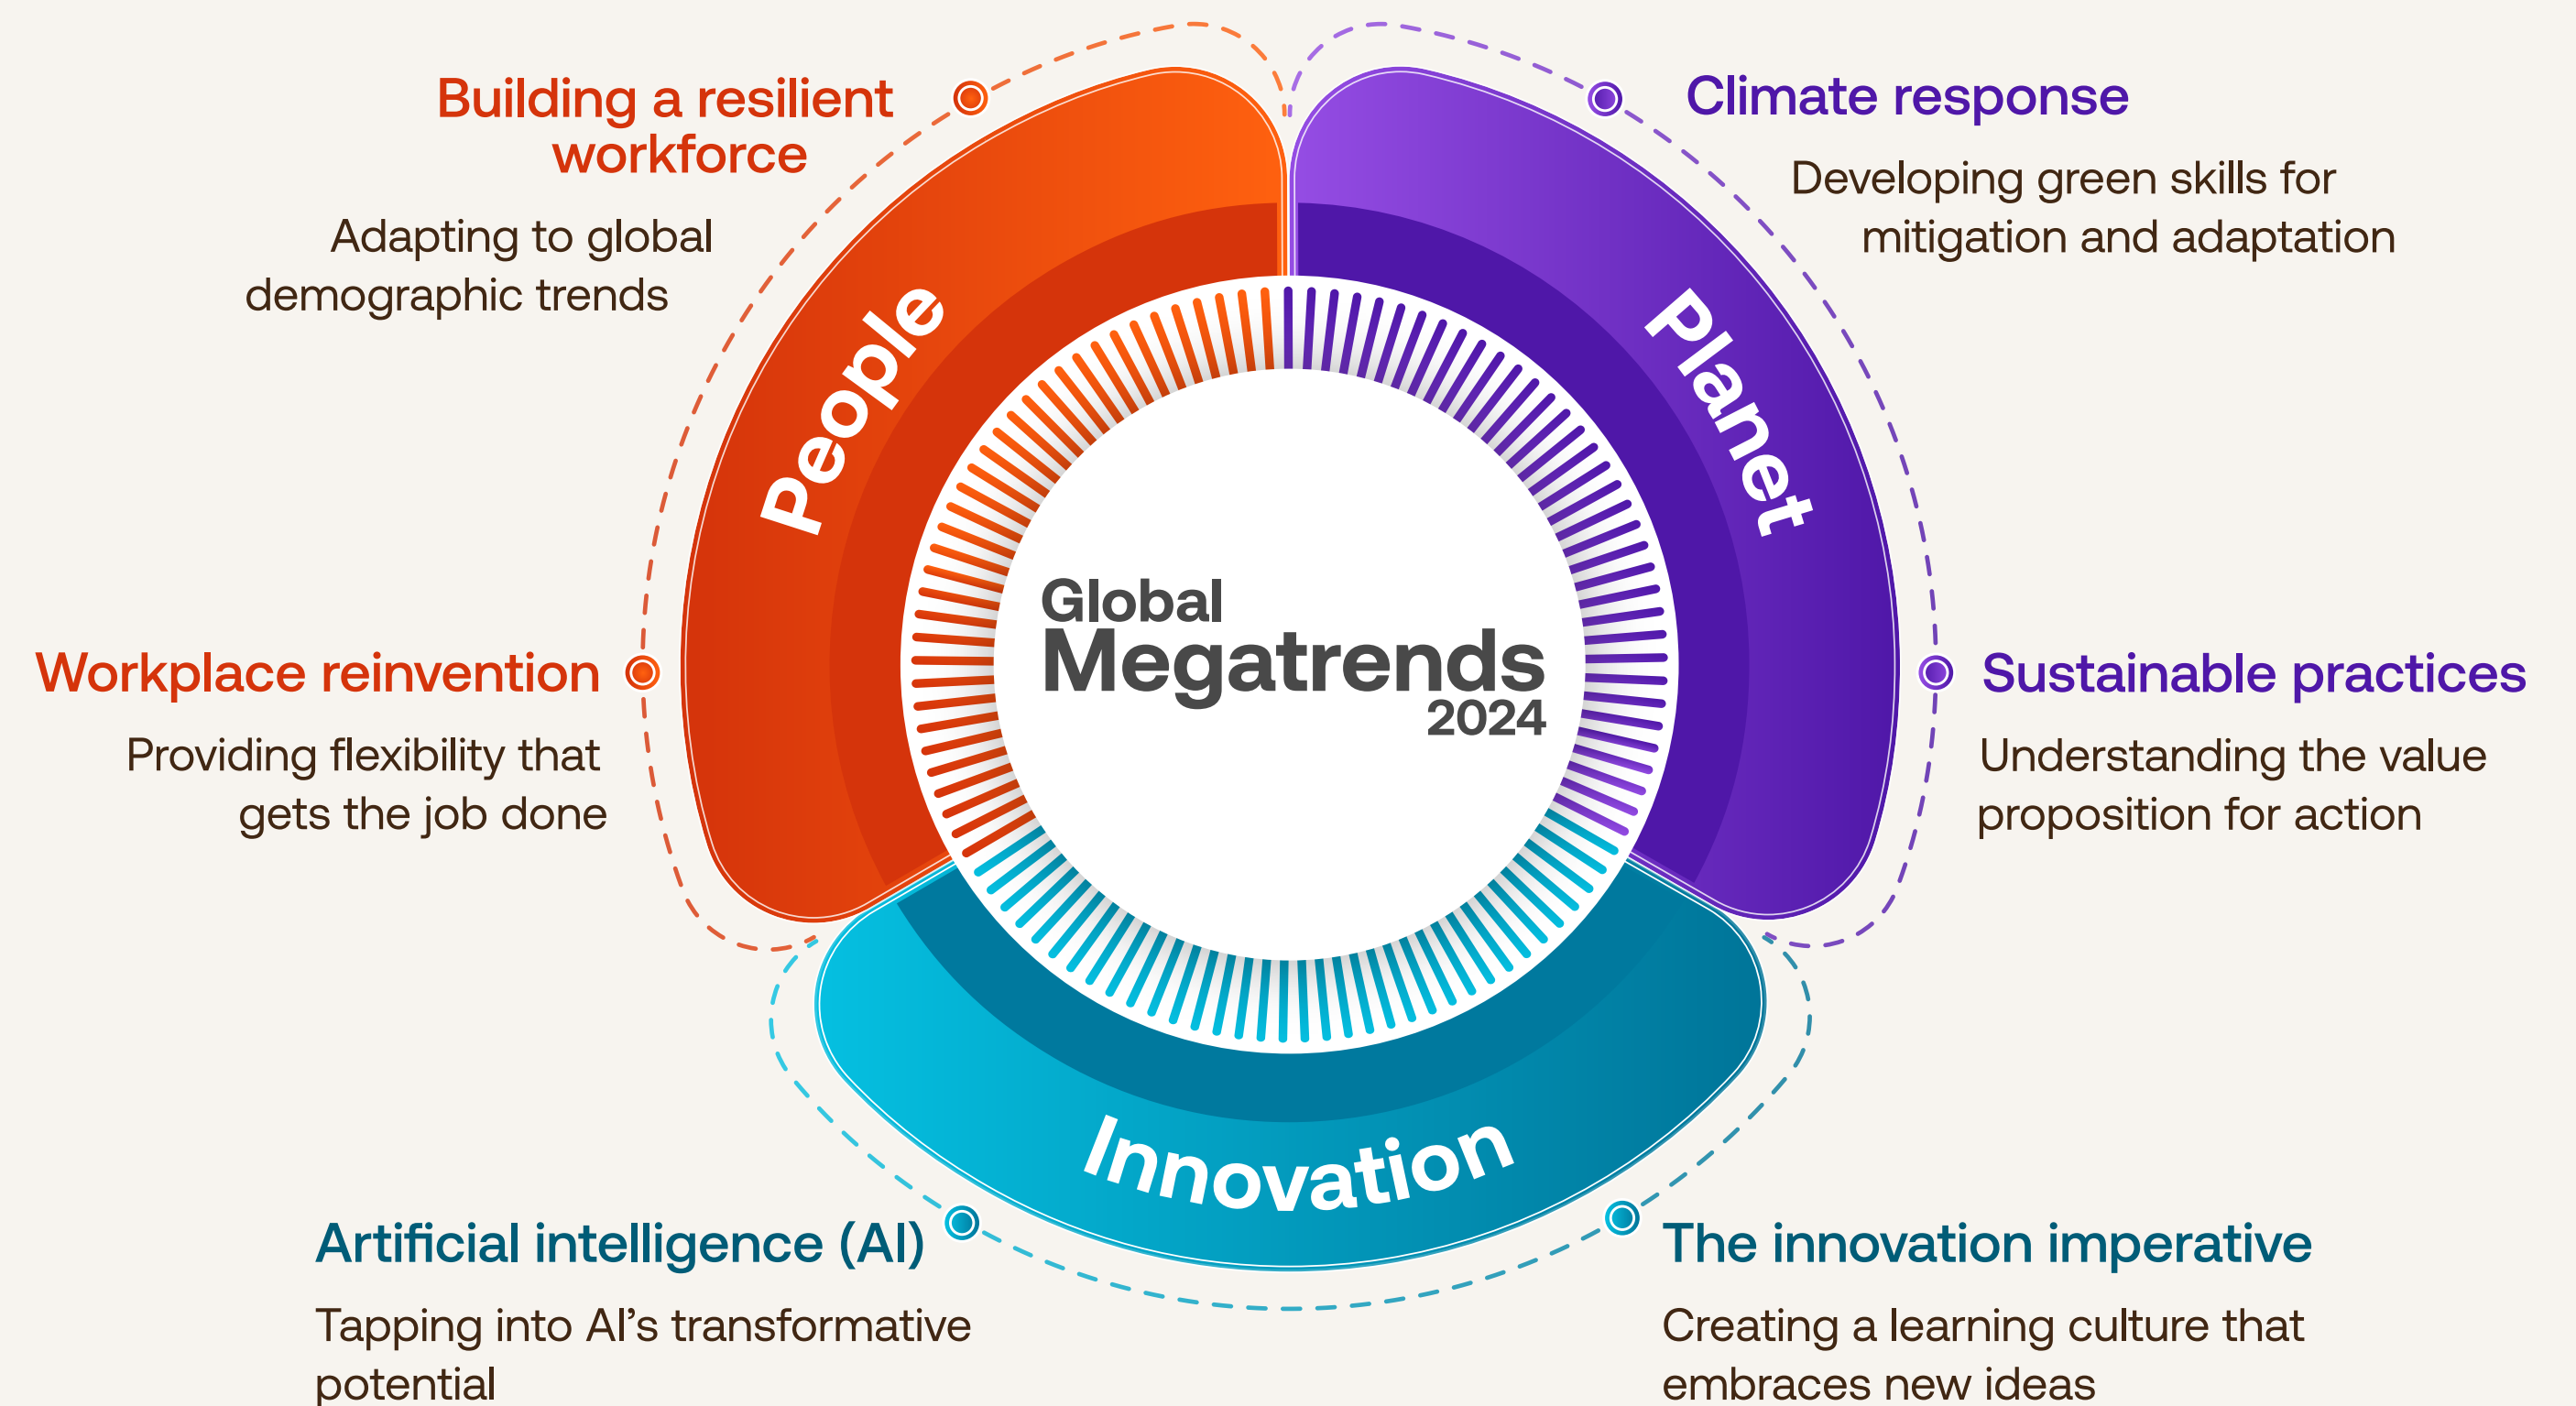 Building a resilient
workforce
Adapting to global
demographic trends
Climate response
Developing green skills for
mitigation and adaptation
People
Planet
Global
Megatrends
2024
Workplace reinvention
Providing flexibility that
gets the job done
Sustainable practices
Understanding the value
proposition for action
Innovation
Artificial intelligence (AI)
Tapping into AI’s transformative
potential
The innovation imperative
Creating a learning culture that
embraces new ideas